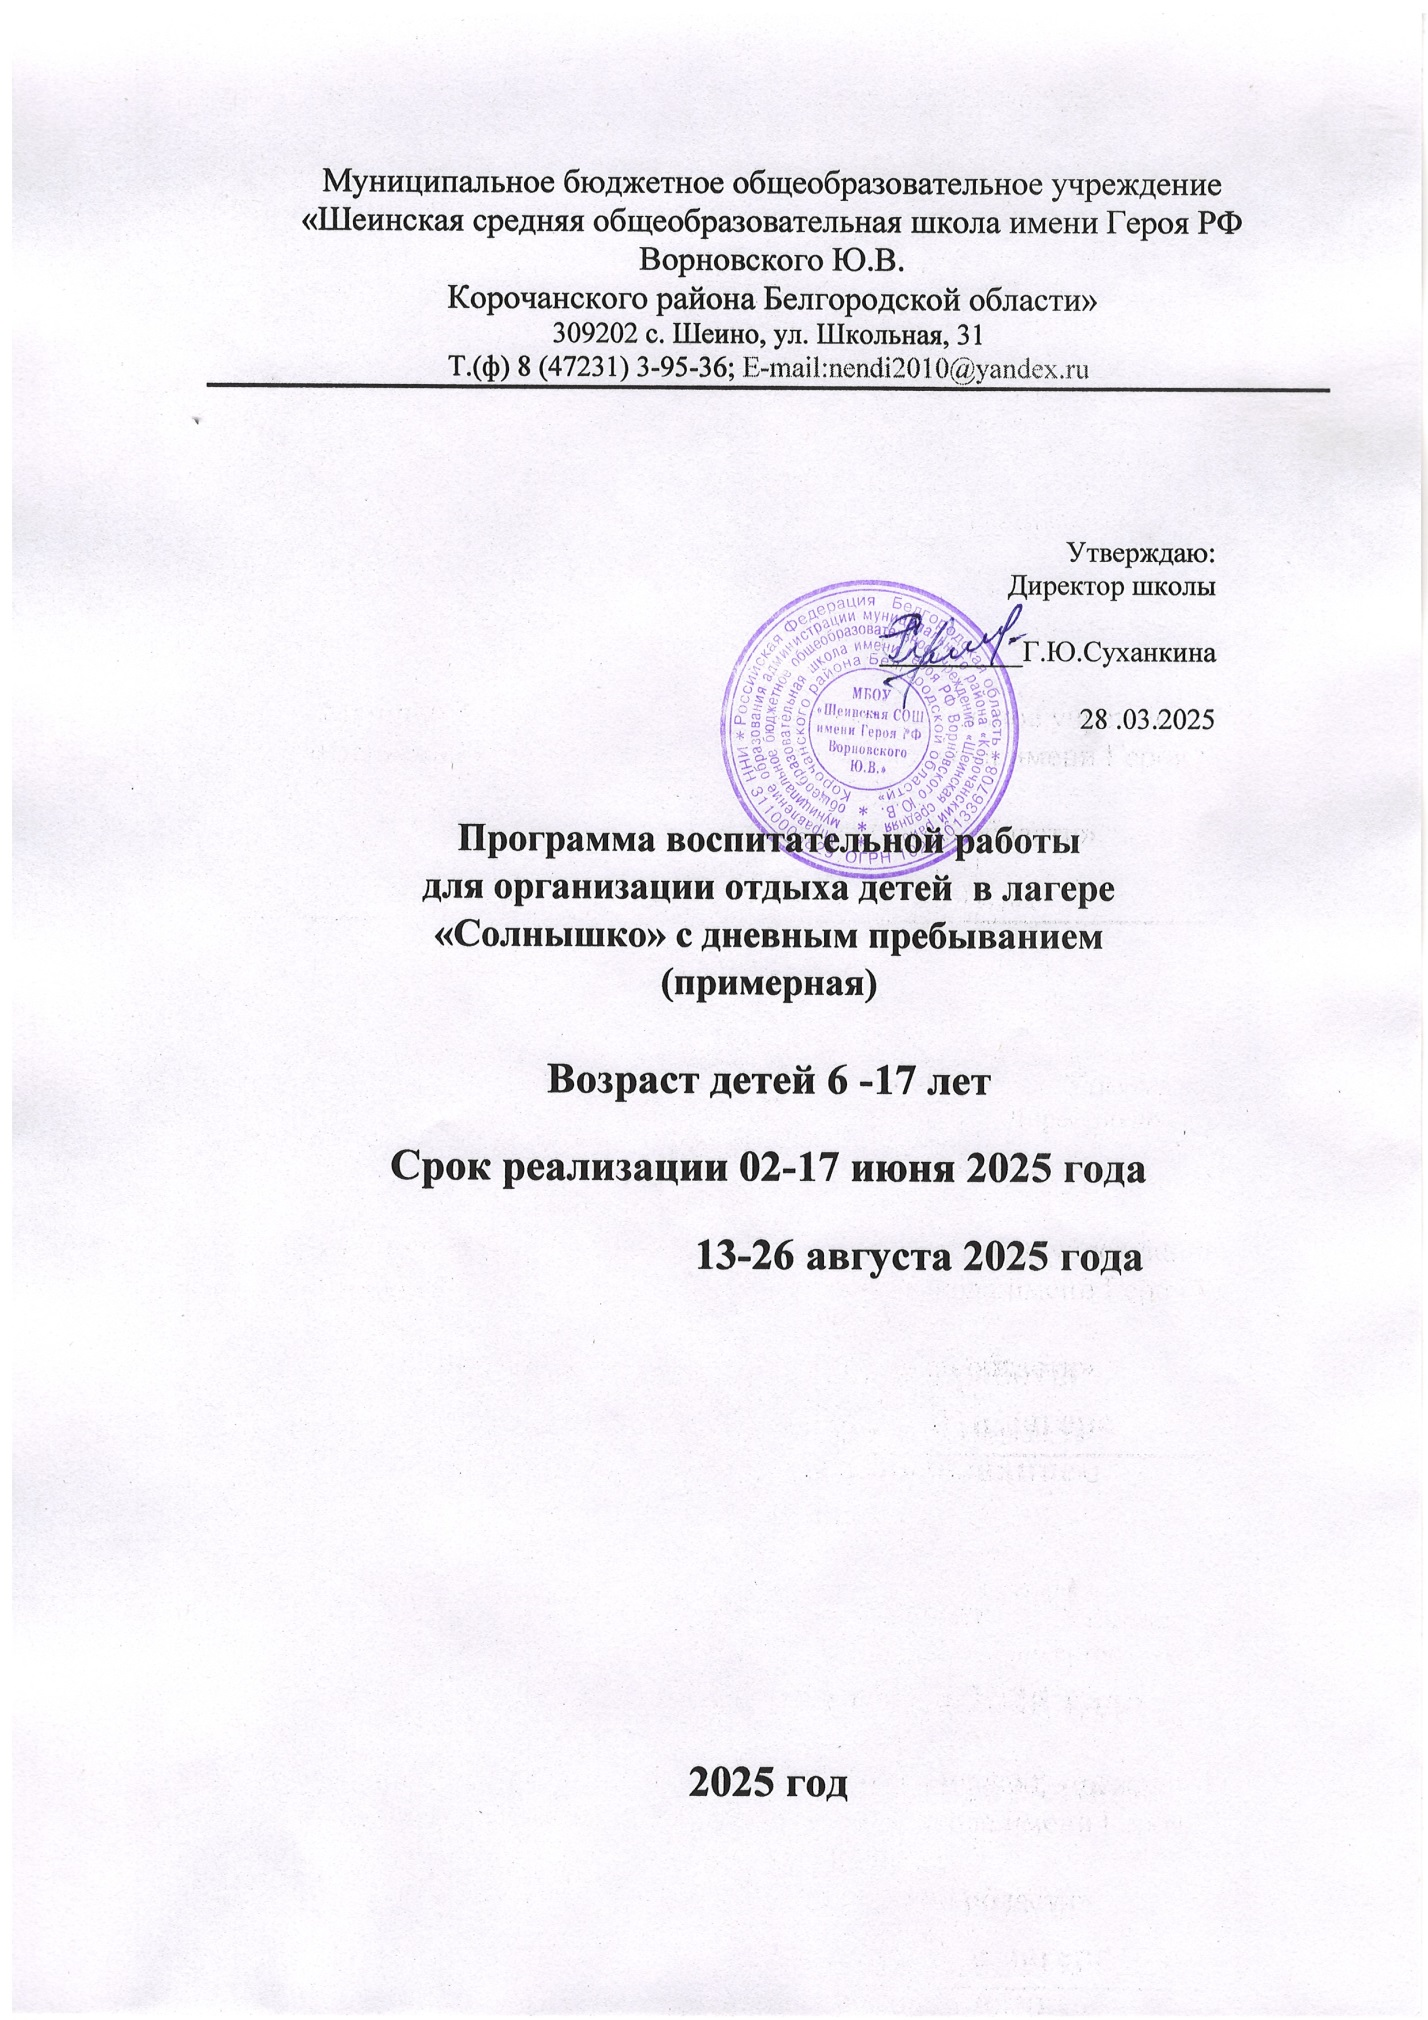 Муниципальное бюджетное общеобразовательное учреждение
«Шеинская средняя общеобразовательная школа имени Героя РФ
Ворновского Ю.В.
Корочанского района Белгородской области»
309202 с. Шеино, ул. Школьная, 31
Т.(ф) 8 (47231) 3-95-36; E-mail:nendi2010@yandex.ru
Утверждаю:
Директор школы
Г.Ю.Суханкина
28 .03.2025
МБОУ
«Шеинская СОШ
имени Героя РФ
Ворновского
Ю.В.»
Программа воспитательной работы
для организации отдыха детей в лагере
«Солнышко» с дневным пребыванием
(примерная)
Возраст детей 6 -17 лет
Срок реализации 02-17 июня 2025 года
13-26 августа 2025 года
2025 год